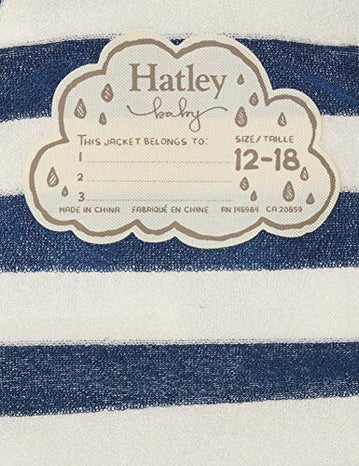 Hatley
baby
THIS JACKET BELONGS TO:
SIZE/TAILLE
1
12-18
2
3
MADE IN CHINA FABRIQUÉ EN CHINE RN 146984 CA 20859